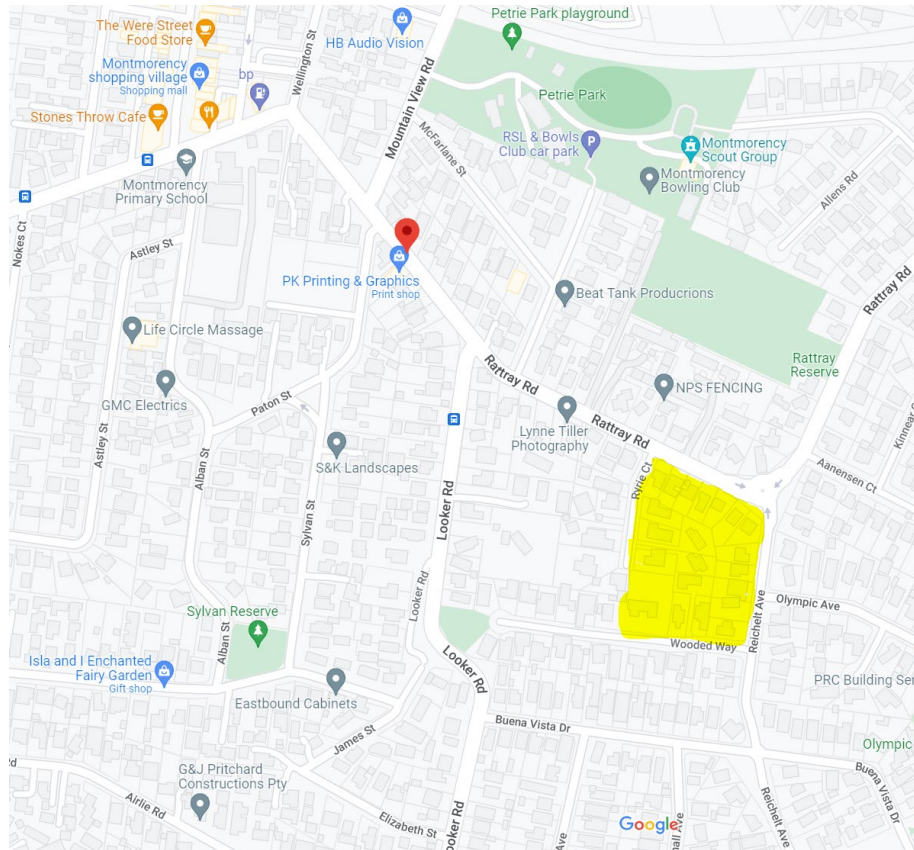 Petrie Park playground
The Were Street
Food Store
HB Audio Vision
Wellington St
Mountain View Rd
Montmorency
shopping village
Shopping mall
bp
Petrie Park
Stones Throw Cafe
McFarlane St
RSL & Bowls
Club car park
Montmorency
Scout Group
Montmorency
Primary School
Montmorency
Bowling Club
Allens Rd
Nokes Ct
Astley St
PK Printing & Graphics
Print shop
Beat Tank Producrions
Rattray Rd
Life Circle Massage
Rattray
Reserve
Rattray Rd
NPS FENCING
GMC Electrics
Paton St
Lynne Tiller
Photography
Rattray Rd
Kinnear
Astley St
Alban St
S&K Landscapes
Ryrie Ct
Aanensen Ct
Looker Rd
Sylvan St
Looker Rd
Olympic Ave
Reichelt Ave
Sylvan Reserve
Alban St
Wooded Way
Isla and I Enchanted
Fairy Garden
Gift shop
Looker Rd
PRC Building Ser
Eastbound Cabinets
Buena Vista Dr
James St
Olympic
G&J Pritchard
Constructions Pty
Buena Vista Dr
Airlie Rd
Reichelt Ave
Elizabeth St
ooker Rd
Ave
Google